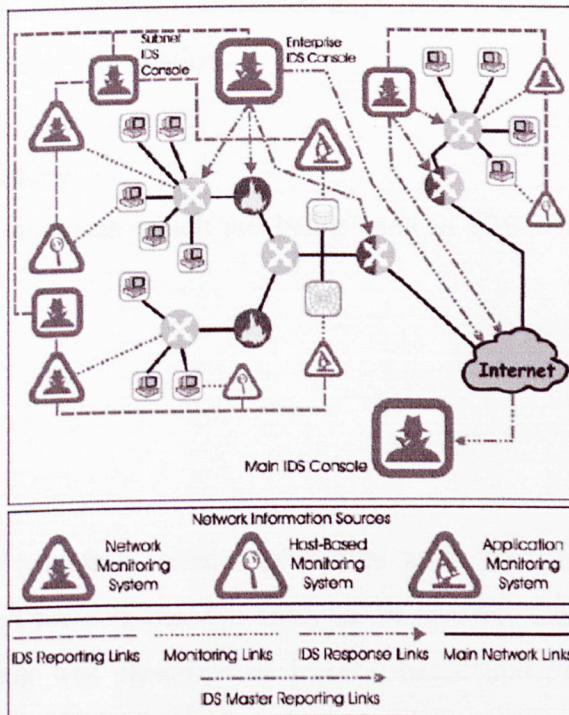 Subnet
IDS
Console
Enterprise
IDS Console
Internet
Main IDS Console
Network Information Sources
Network
Monitoring
System
Host-Based
Monitoring
System
Application
Monitoring
System
IDS Reporting Links
Monitoring Links
IDS Response Links
Main Network Links
IDS Master Reporting Links